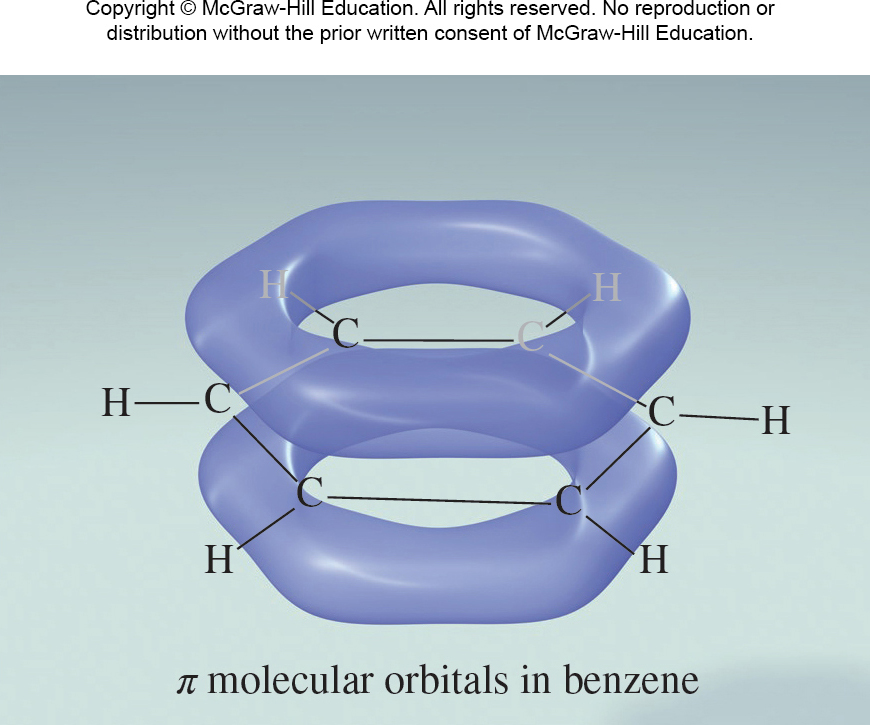 Copyright © McGraw-Hill Education. All rights reserved. No reproduction or
distribution without the prior written consent of McGraw-Hill Education.
H
H
C
C
H
C
C
H
C
C
H
H
π molecular orbitals in benzene